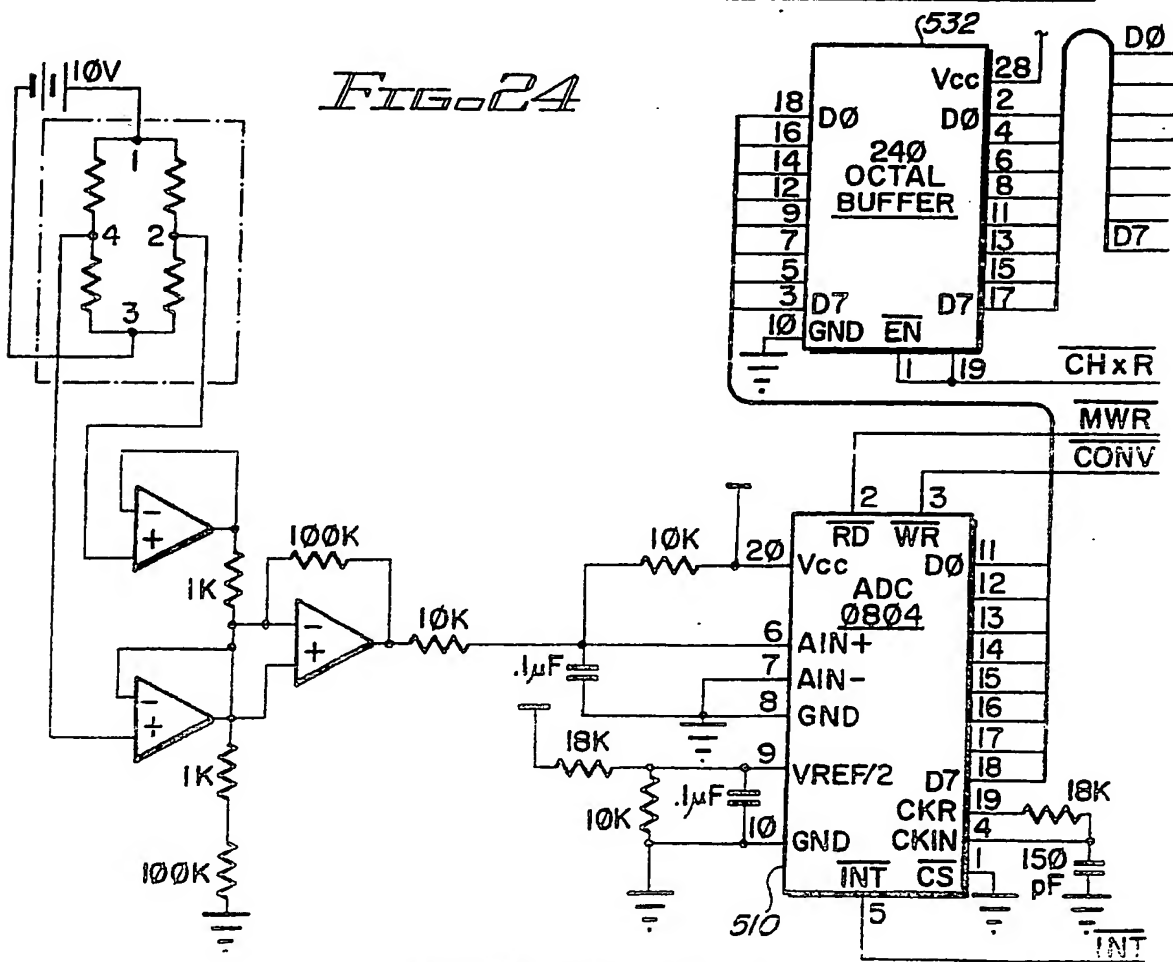 FIG. 24
10V
1
4
2
3
532
Vcc
28
18
DØ
DØ
2
16
4
14
6
12
8
9
11
7
13
5
15
3
D7
D7
17
10
GND
EN
1
19
24Ø
OCTAL
BUFFER
DØ
D7
CHxR
MWR
CONV
1K
100K
10K
1K
100K
.1µF
10K
18K
10K
.1µF
2
3
RD
WR
20
Vcc
DØ
11
ADC
0804
12
13
6
AIN+
14
7
AIN-
15
8
GND
16
17
9
VREF/2
D7
18
CKR
19
18K
10
GND
CKIN
4
INT
CS
1
150
pF
5
510
INT